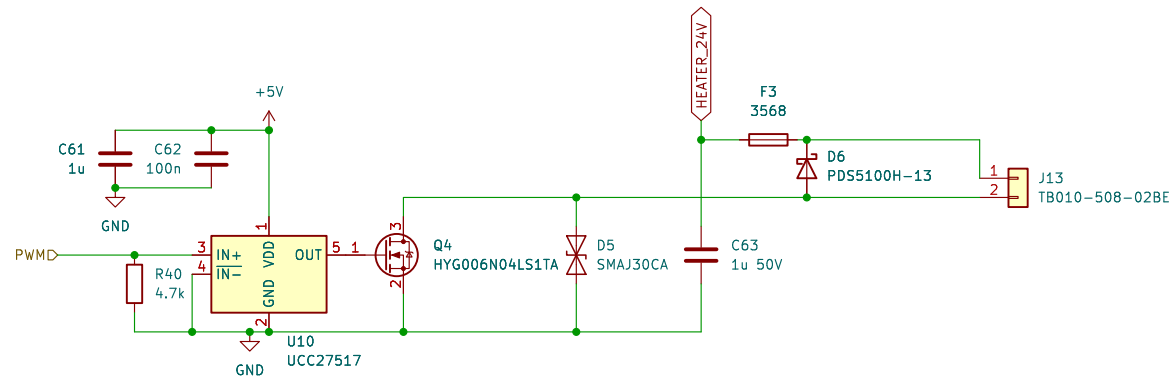 HEATER_24V
F3
3568
+5V
C61
1u
C62
100n
D6
PDS5100H-13
1
2
J13
TB010-508-02BE
GND
PWM
3
4
IN+
IN-
1
VDD
OUT
5
1
3
2
Q4
HYG006N04LS1TA
D5
SMAJ30CA
C63
1u 50V
R40
4.7k
GND
2
U10
UCC27517
GND